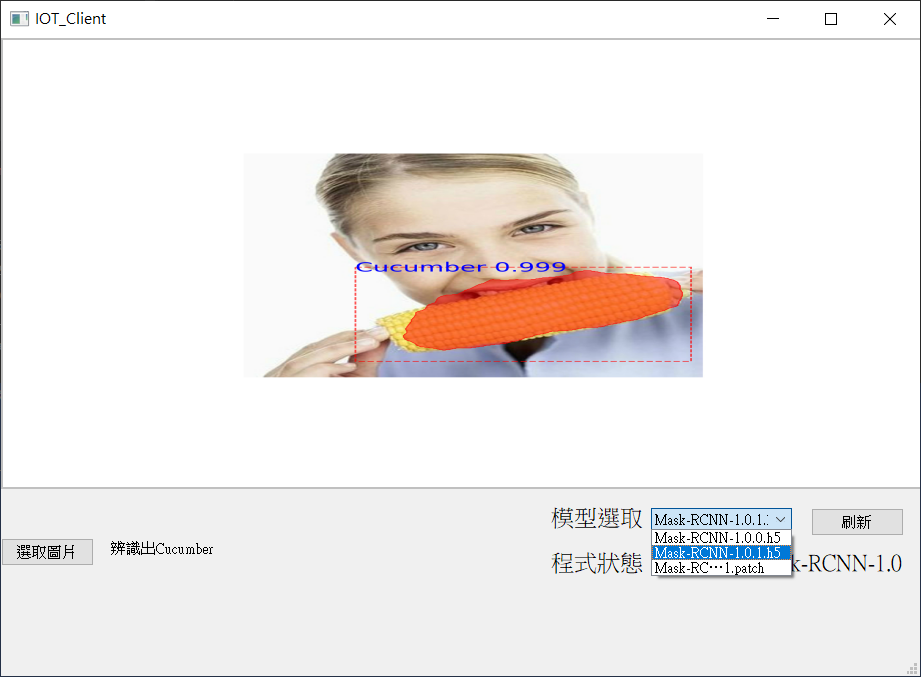 IOT_Client
Cucumber 0.999
模型選取
Mask-RCNN-1.0.1.
刷新
Mask-RCNN-1.0.0.h5
Mask-RCNN-1.0.1.h5
Mask-RC…1.patch
選取圖片
辨識出Cucumber
程式狀態
k-RCNN-1.0